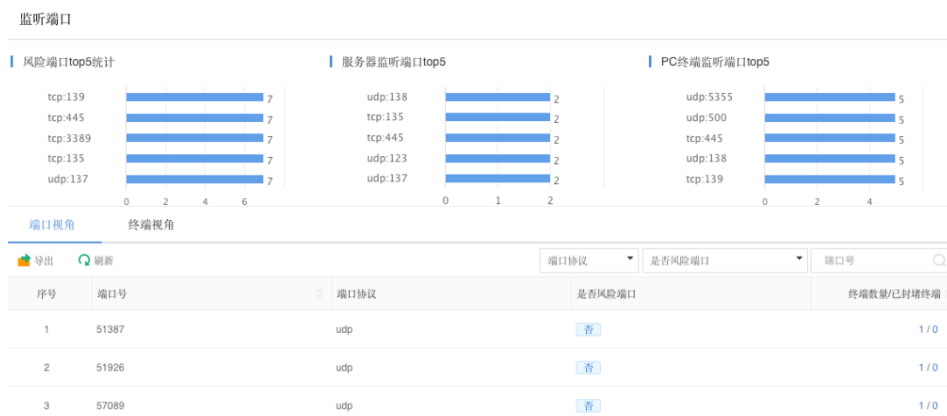 监听端口
风险端口top5统计
tcp:139 7
tcp:445 7
tcp:3389 7
tcp:135 7
udp:137 7
0 2 4 6
服务器监听端口top5
udp:138 2
tcp:135 2
tcp:445 2
udp:123 2
udp:137 2
0 1 2
PC终端监听端口top5
udp:5355 5
udp:500 5
tcp:445 5
udp:138 5
tcp:139 5
0 2 4
端口视角 终端视角
导出 刷新 端口协议 是否风险端口 端口号
序号 端口号 端口协议 是否风险端口 终端数量/已封堵终端
1 51387 udp 否 1 / 0
2 51926 udp 否 1 / 0
3 57089 udp 否 1 / 0